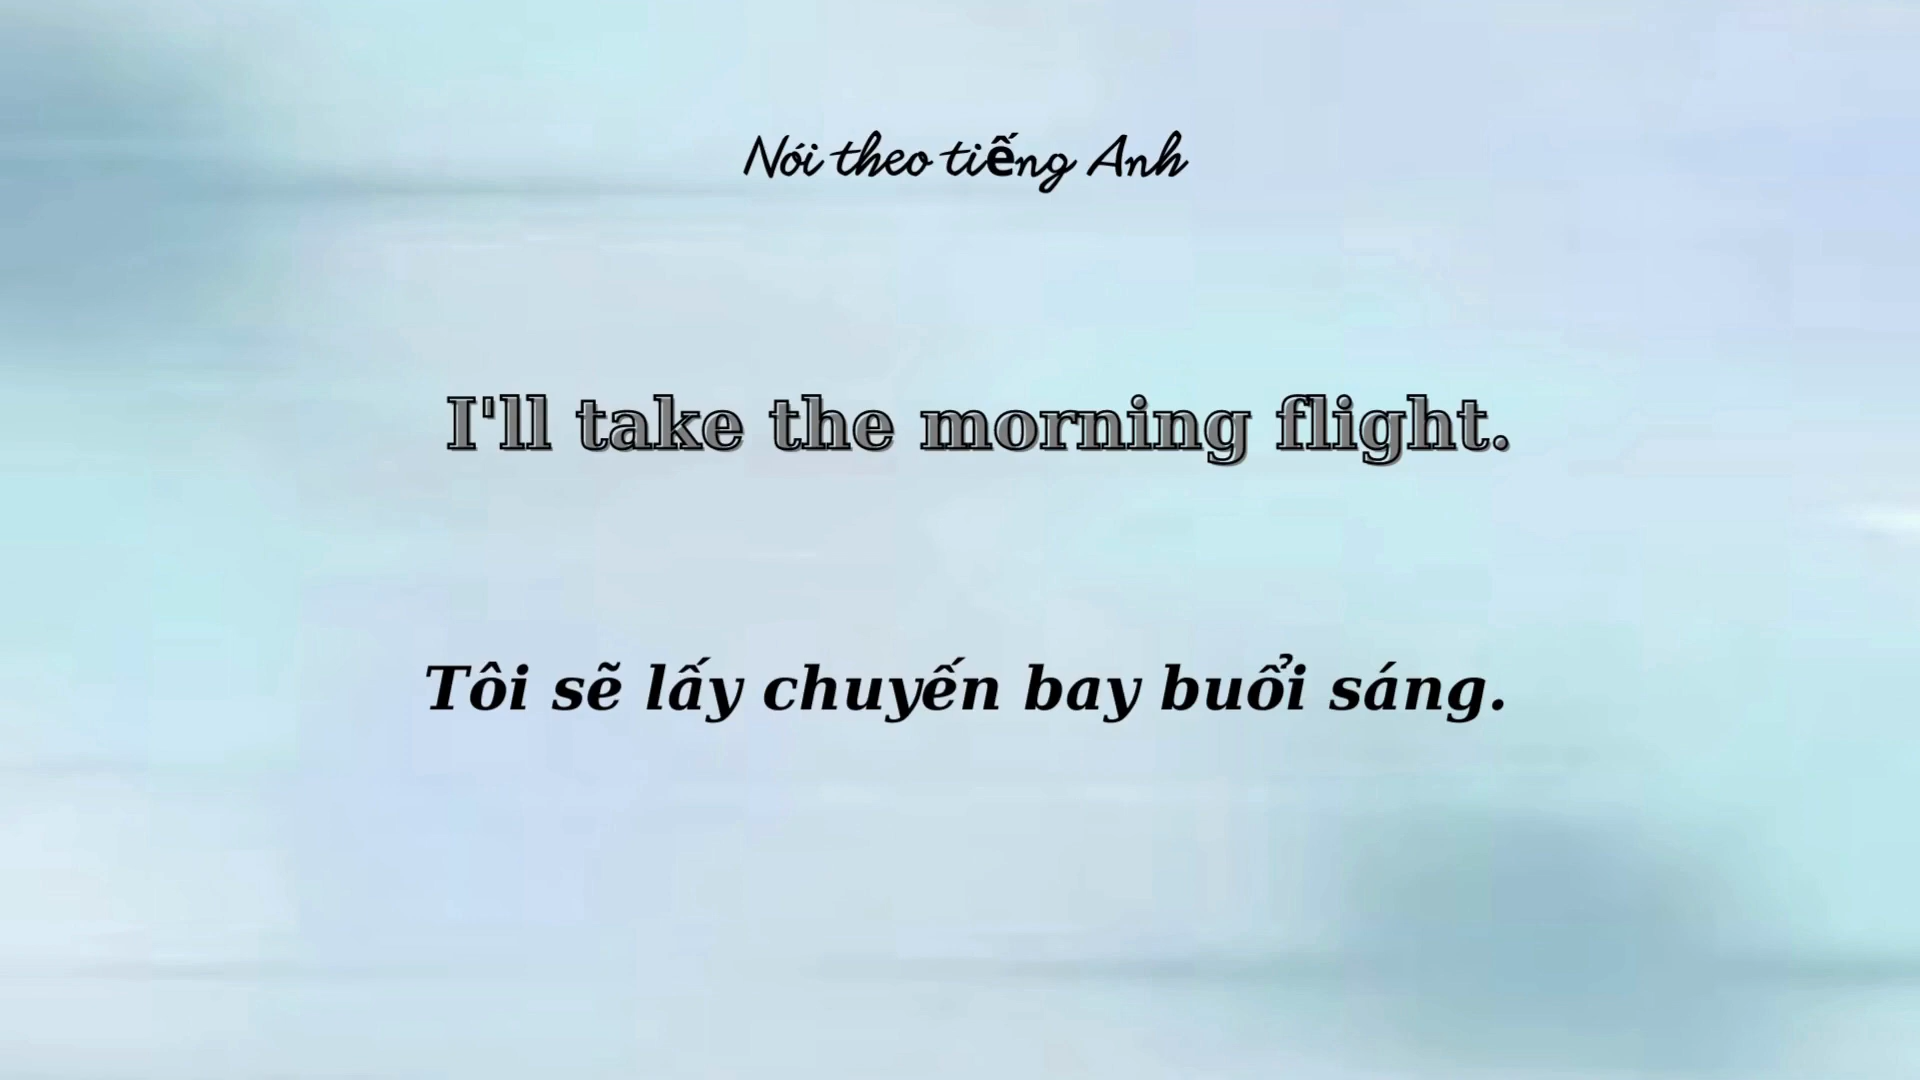 Nói theo tiếng Anh
I'll take the morning flight.
Tôi sẽ lấy chuyến bay buổi sáng.